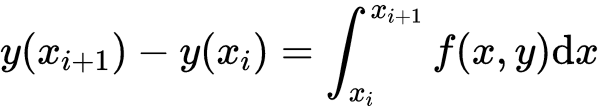 $y(x_{i+1}) - y(x_i) = \int_{x_i}^{x_{i+1}} f(x, y)\mathrm{d}x$